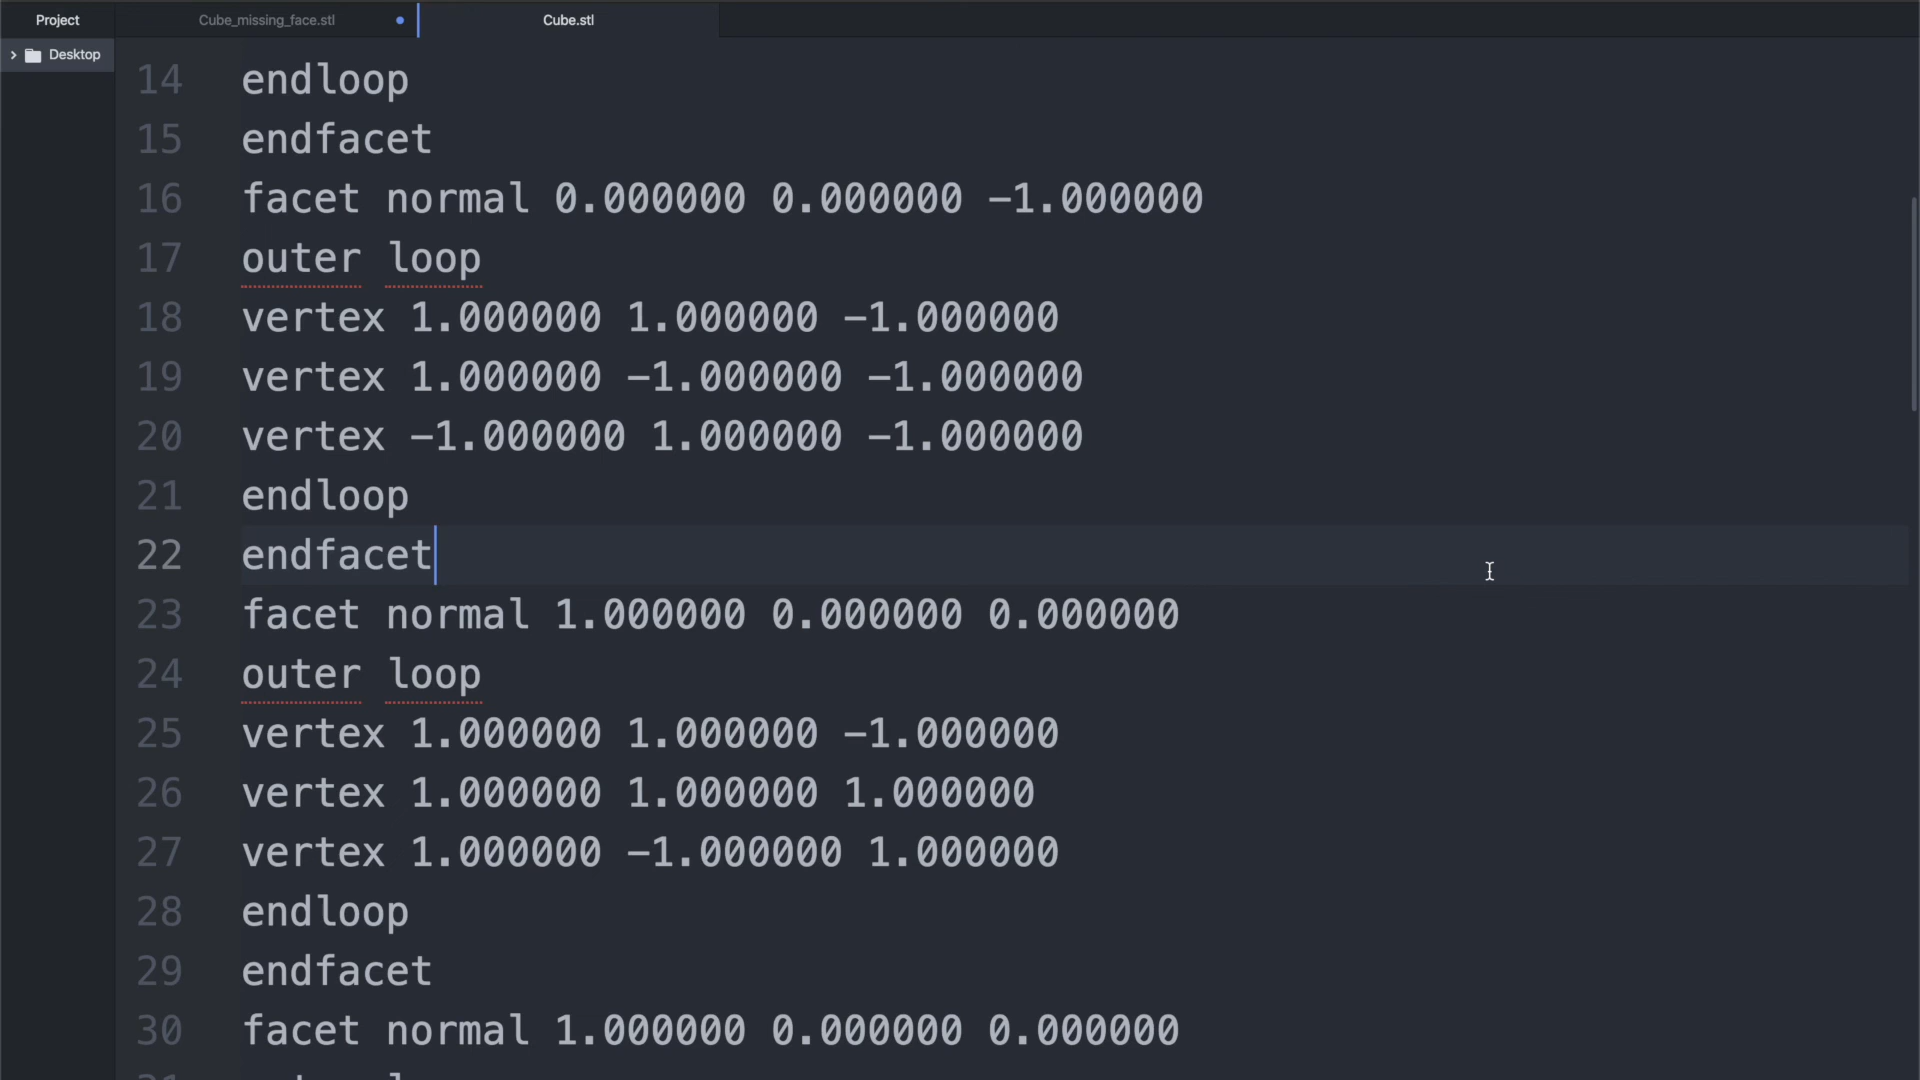 Project
Cube_missing_face.stl
Cube.stl
Desktop
14 endloop
15 endfacet
16 facet normal 0.000000 0.000000 −1.000000
17 outer loop
18 vertex 1.000000 1.000000 −1.000000
19 vertex 1.000000 −1.000000 −1.000000
20 vertex −1.000000 1.000000 −1.000000
21 endloop
22 endfacet
23 facet normal 1.000000 0.000000 0.000000
24 outer loop
25 vertex 1.000000 1.000000 −1.000000
26 vertex 1.000000 1.000000 1.000000
27 vertex 1.000000 −1.000000 1.000000
28 endloop
29 endfacet
30 facet normal 1.000000 0.000000 0.000000